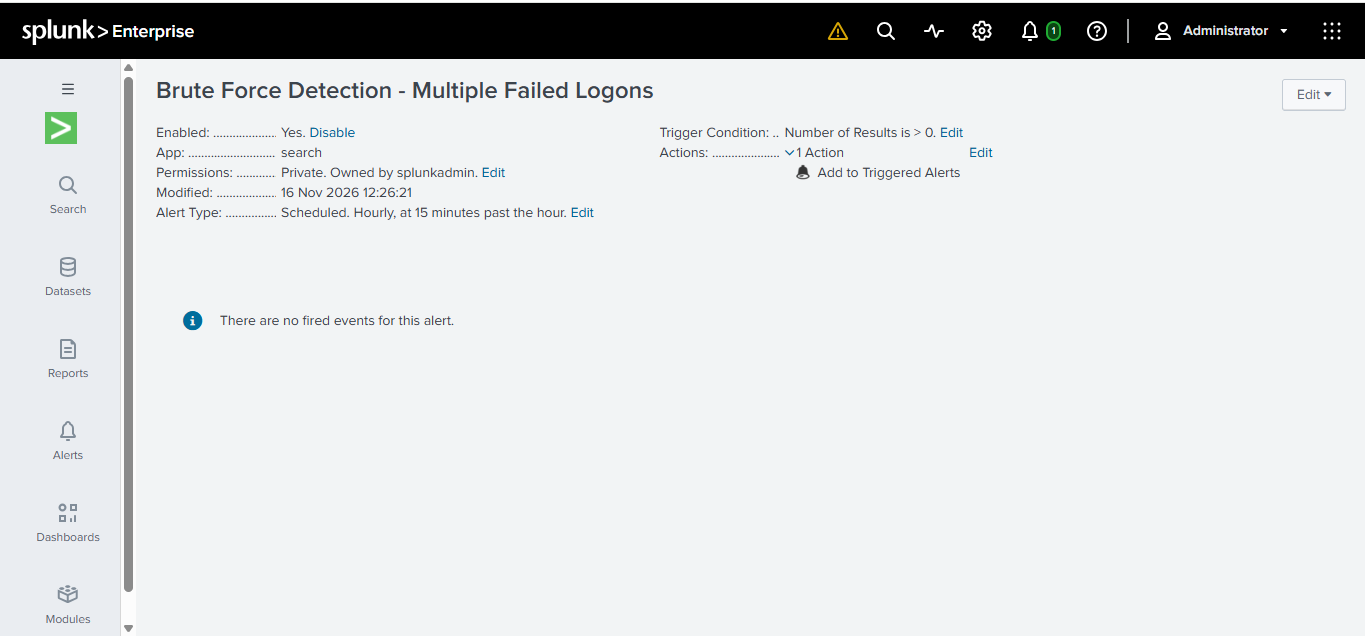 splunk> Enterprise
1
Administrator
Brute Force Detection - Multiple Failed Logons
Edit
Enabled: .................... Yes. Disable
App: ........................... search
Permissions: ............ Private. Owned by splunkadmin. Edit
Modified: ................... 16 Nov 2026 12:26:21
Alert Type: ................ Scheduled. Hourly, at 15 minutes past the hour. Edit
Trigger Condition: .. Number of Results is > 0. Edit
Actions: ..................... 1 Action Edit
Add to Triggered Alerts
There are no fired events for this alert.
Search
Datasets
Reports
Alerts
Dashboards
Modules